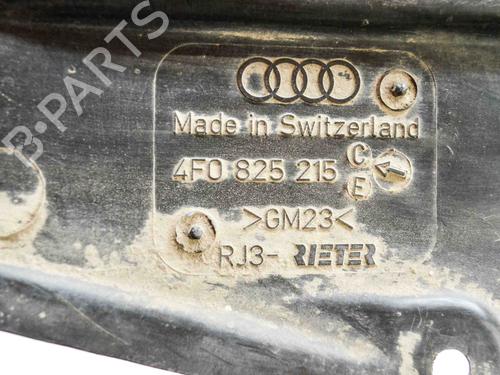 B-PARTS
Made in Switzerland
4F0 825 215 C
E
>GM23<
RJ3- RIETER